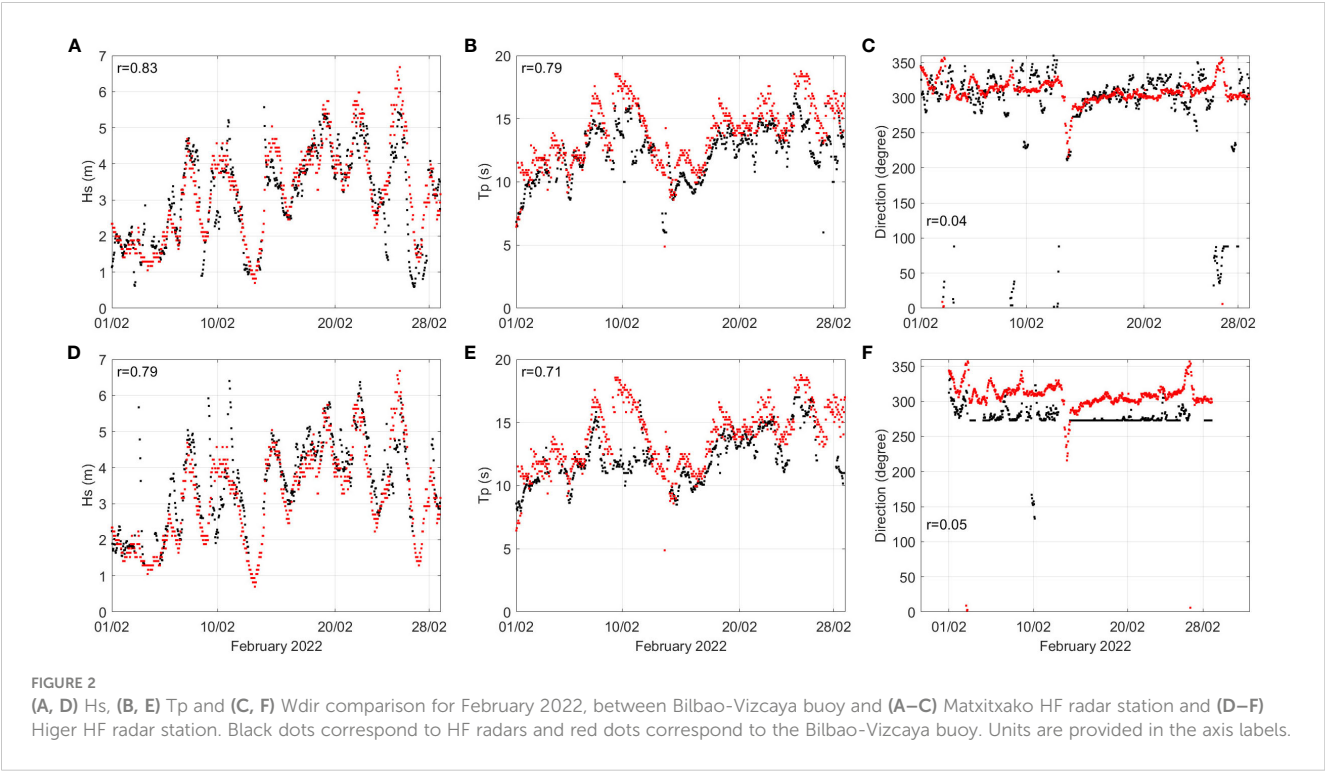 A
B
C
7
6
5
4
3
2
1
0
Hs (m)
r=0.83
01/02
10/02
20/02
28/02
20
15
10
5
0
Tp (s)
r=0.79
01/02
10/02
20/02
28/02
350
300
250
200
150
100
50
0
Direction (degree)
r=0.04
01/02
10/02
20/02
28/02
D
E
F
7
6
5
4
3
2
1
0
Hs (m)
r=0.79
01/02
10/02
20/02
28/02
February 2022
20
15
10
5
0
Tp (s)
r=0.71
01/02
10/02
20/02
28/02
February 2022
350
300
250
200
150
100
50
0
Direction (degree)
r=0.05
01/02
10/02
20/02
28/02
February 2022
FIGURE 2
(A, D) Hs, (B, E) Tp and (C, F) Wdir comparison for February 2022, between Bilbao-Vizcaya buoy and (A–C) Matxitxako HF radar station and (D–F)
Higer HF radar station. Black dots correspond to HF radars and red dots correspond to the Bilbao-Vizcaya buoy. Units are provided in the axis labels.